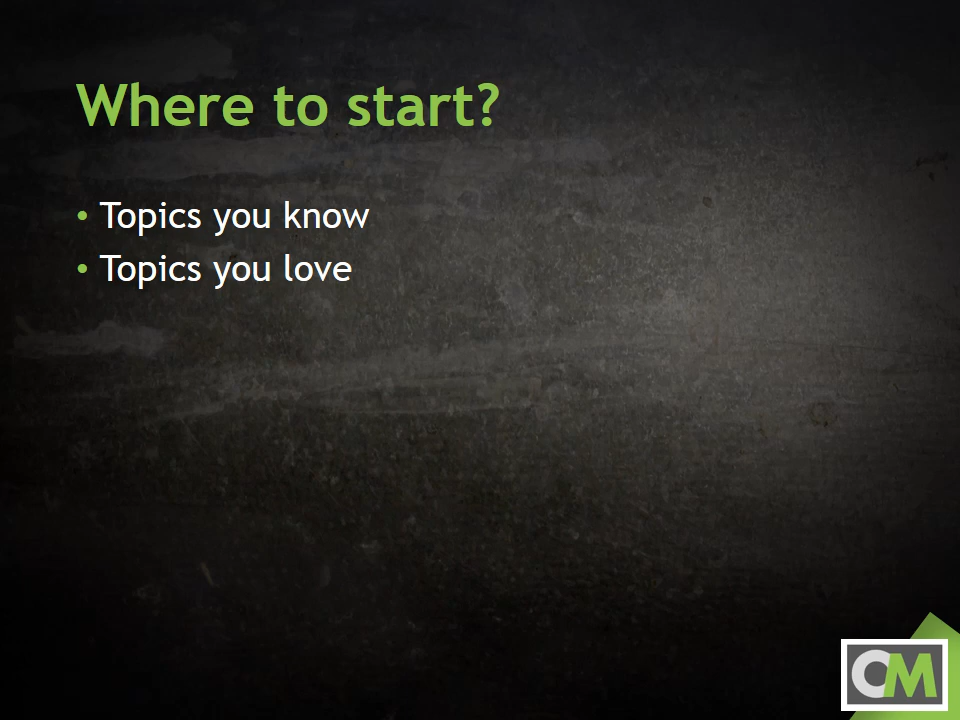 Where to start?
• Topics you know
• Topics you love
CM